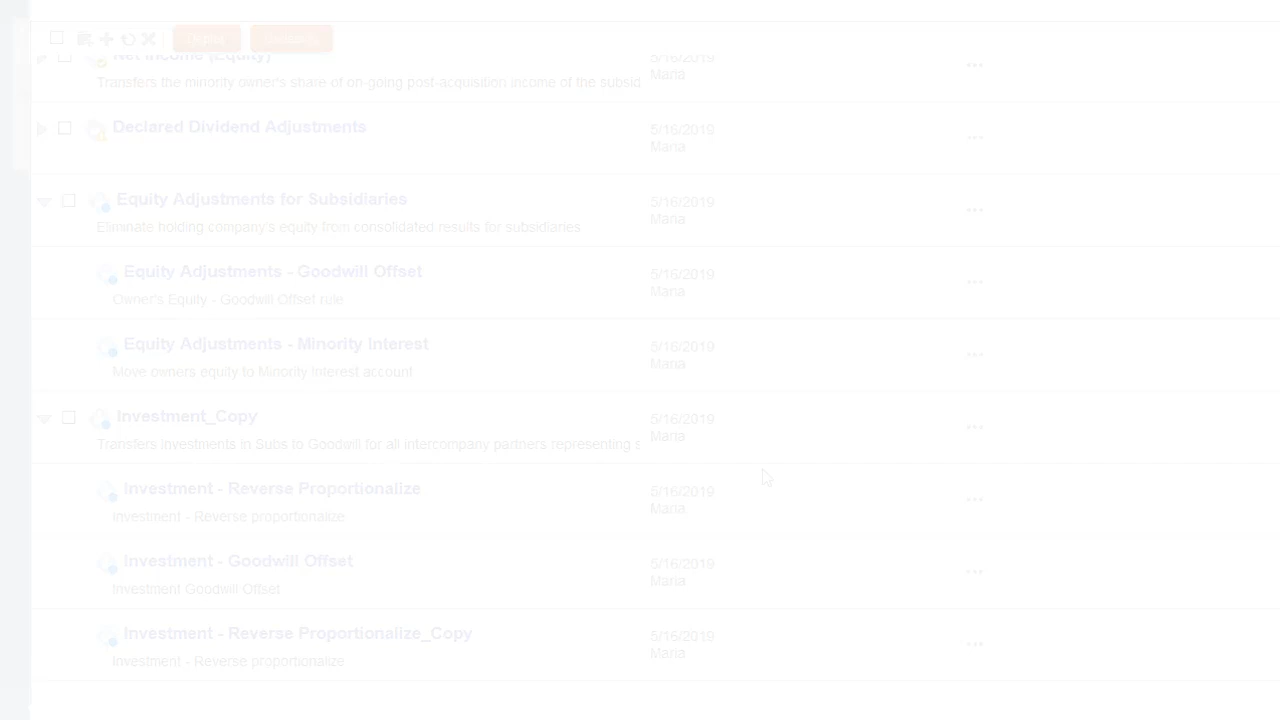 Net Income (Equity)
5/16/2019
Maria
Transfers the minority owner's share of on-going post-acquisition income of the subsid
Declared Dividend Adjustments
5/16/2019
Maria
Equity Adjustments for Subsidiaries
5/16/2019
Maria
Eliminate holding company's equity from consolidated results for subsidiaries
Equity Adjustments - Goodwill Offset
5/16/2019
Maria
Owner's Equity - Goodwill Offset rule
Equity Adjustments - Minority Interest
5/16/2019
Maria
Move owners equity to Minority Interest account
Investment_Copy
5/16/2019
Maria
Transfers investments in Subs to Goodwill for all intercompany partners representing s
Investment - Reverse Proportionalize
5/16/2019
Maria
Investment - Reverse proportionalize
Investment - Goodwill Offset
5/16/2019
Maria
Investment Goodwill Offset
Investment - Reverse Proportionalize_Copy
5/16/2019
Maria
Investment - Reverse proportionalize